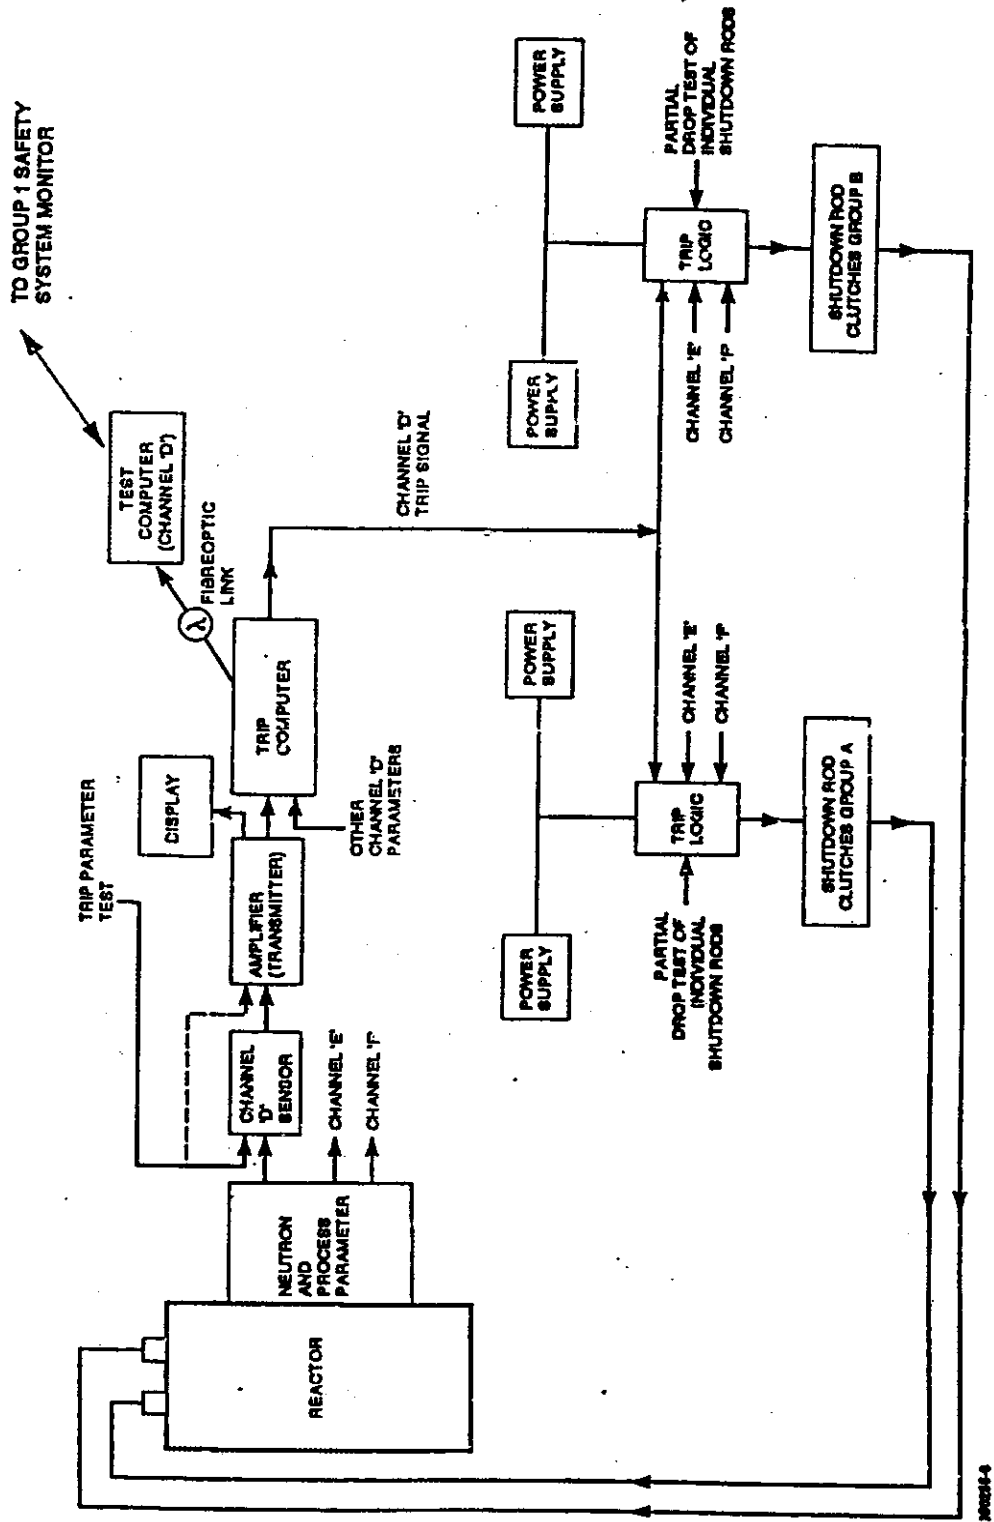 TO GROUP 1 SAFETY
SYSTEM MONITOR
TEST
COMPUTER
(CHANNEL 'D')
λ
FIBREOPTIC
LINK
TRIP PARAMETER
TEST
DISPLAY
TRIP
COMPUTER
AMPLIFIER
(TRANSMITTER)
CHANNEL
'D'
SENSOR
OTHER
CHANNEL 'D'
PARAMETERS
CHANNEL 'D'
TRIP SIGNAL
NEUTRON
AND
PROCESS
PARAMETER
CHANNEL 'E'
CHANNEL 'F'
REACTOR
POWER
SUPPLY
POWER
SUPPLY
POWER
SUPPLY
POWER
SUPPLY
PARTIAL
DROP TEST OF
INDIVIDUAL
SHUTDOWN RODS
TRIP
LOGIC
CHANNEL 'E'
CHANNEL 'F'
CHANNEL 'E'
CHANNEL 'F'
TRIP
LOGIC
PARTIAL
DROP TEST OF
INDIVIDUAL
SHUTDOWN RODS
SHUTDOWN ROD
CLUTCHES GROUP A
SHUTDOWN ROD
CLUTCHES GROUP B